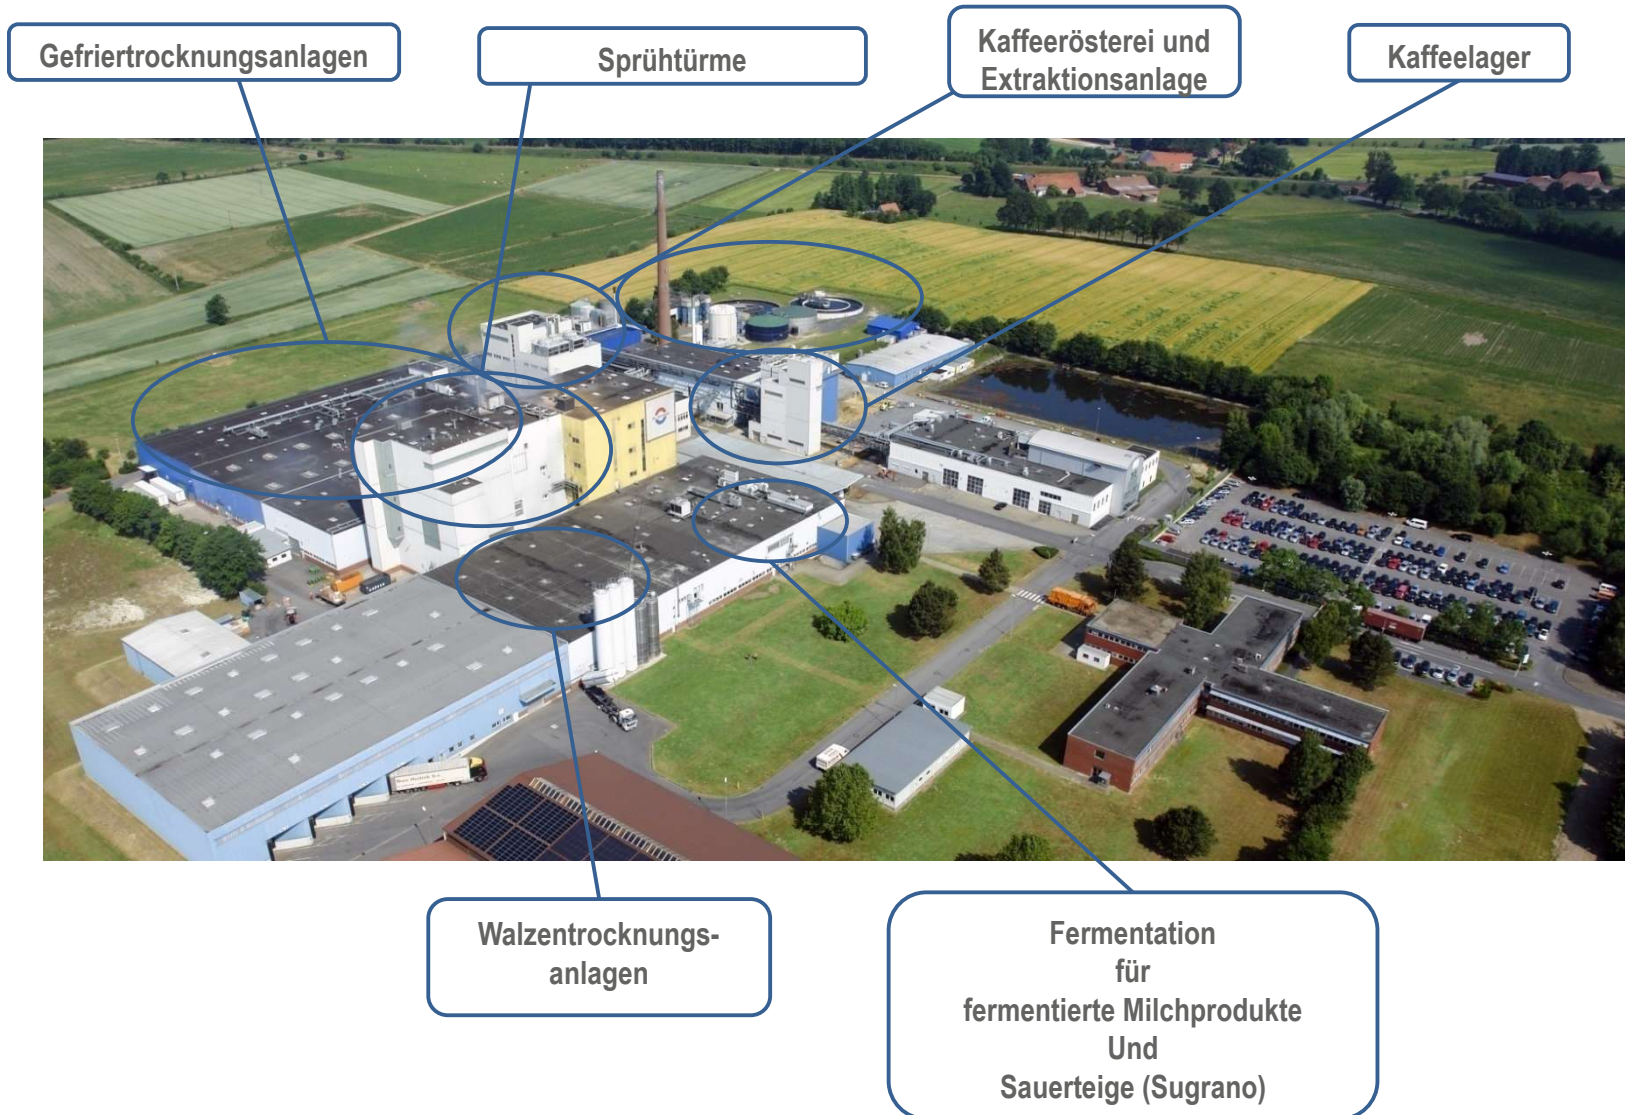 Gefriertrocknungsanlagen
Sprühtürme
Kaffeerösterei und
Extraktionsanlage
Kaffeelager
Walzentrocknungs-
anlagen
Fermentation
für
fermentierte Milchprodukte
Und
Sauerteige (Sugrano)